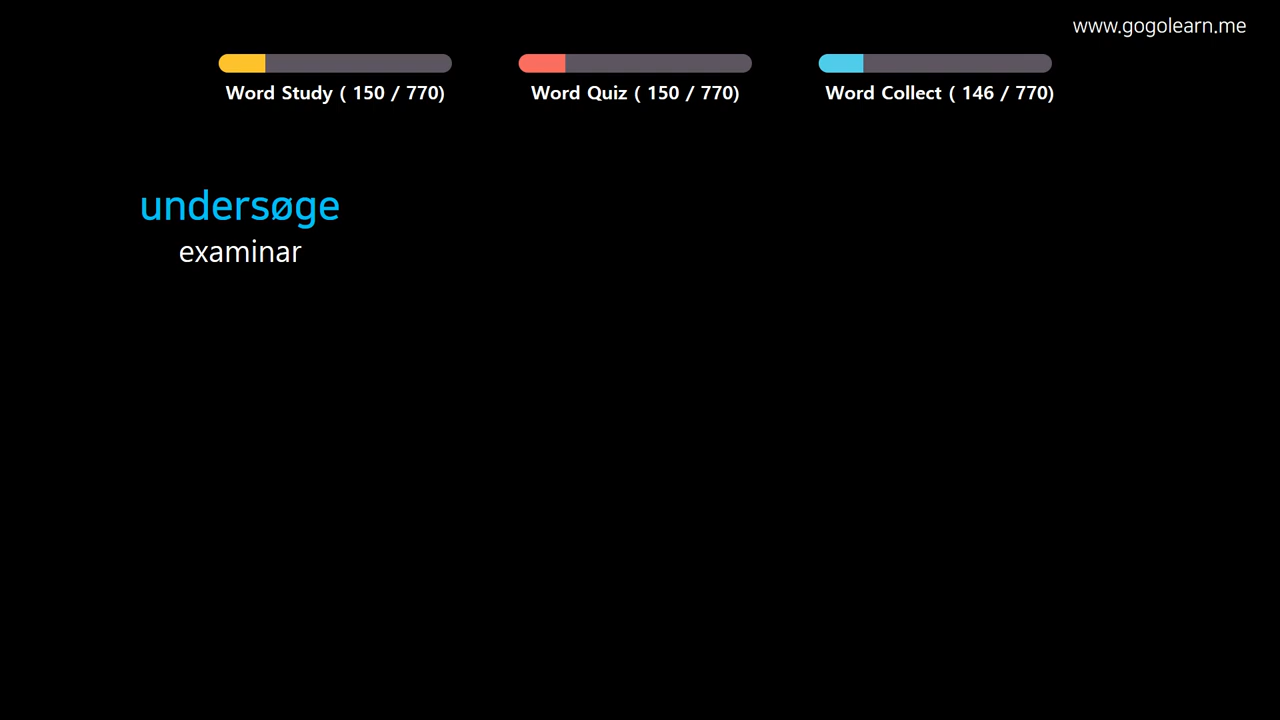 www.gogolearn.me
Word Study ( 150 / 770)
Word Quiz ( 150 / 770)
Word Collect ( 146 / 770)
undersøge
examinar